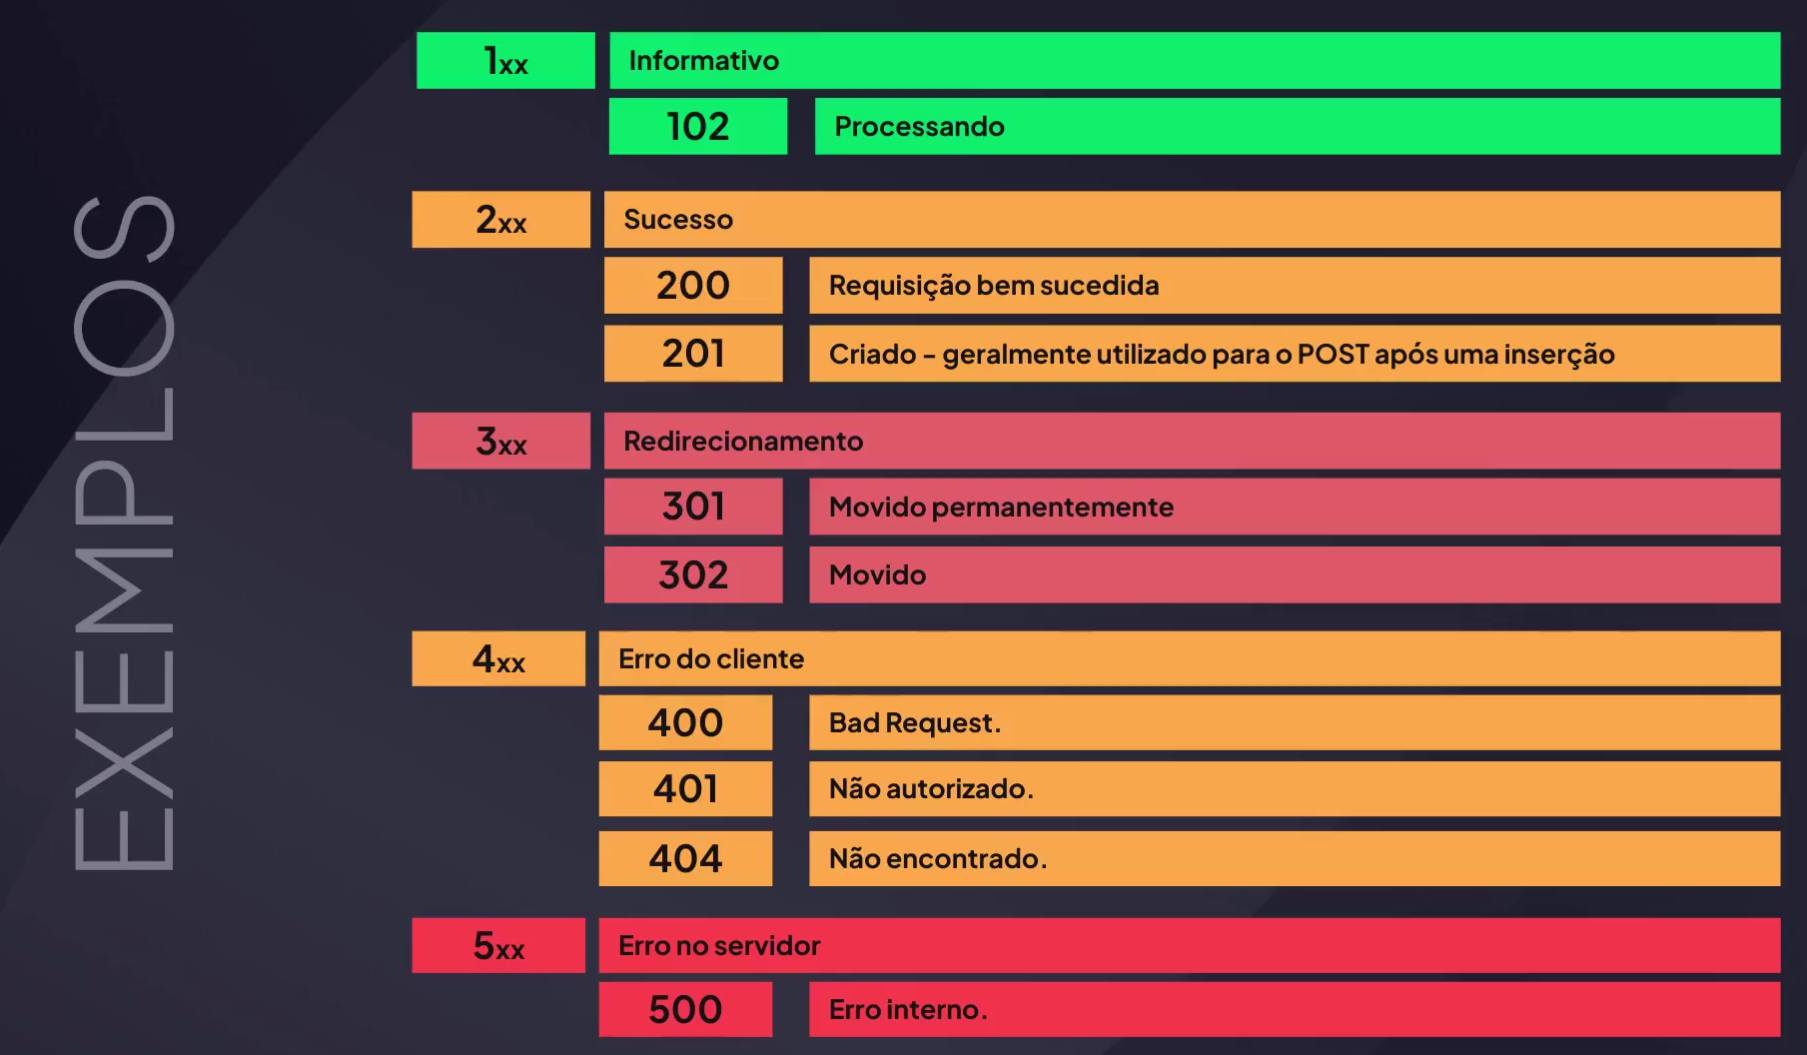 EXEMPLOS
1xx Informativo
102 Processando
2xx Sucesso
200 Requisição bem sucedida
201 Criado - geralmente utilizado para o POST após uma inserção
3xx Redirecionamento
301 Movido permanentemente
302 Movido
4xx Erro do cliente
400 Bad Request.
401 Não autorizado.
404 Não encontrado.
5xx Erro no servidor
500 Erro interno.